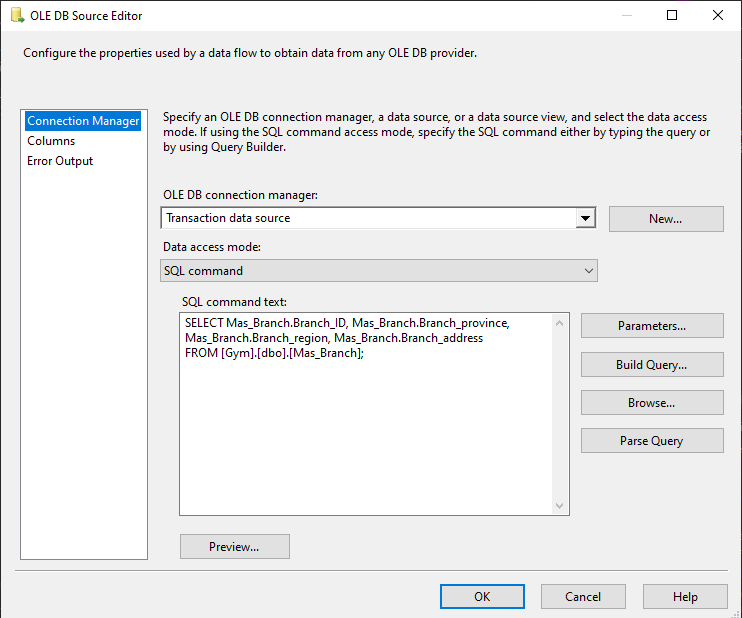 OLE DB Source Editor
Configure the properties used by a data flow to obtain data from any OLE DB provider.
Connection Manager
Columns
Error Output
Specify an OLE DB connection manager, a data source, or a data source view, and select the data access
mode. If using the SQL command access mode, specify the SQL command either by typing the query or
by using Query Builder.
OLE DB connection manager:
Transaction data source
New...
Data access mode:
SQL command
SQL command text:
SELECT Mas_Branch.Branch_ID, Mas_Branch.Branch_province,
Mas_Branch.Branch_region, Mas_Branch.Branch_address
FROM [Gym].[dbo].[Mas_Branch];
Parameters...
Build Query...
Browse...
Parse Query
Preview...
OK
Cancel
Help